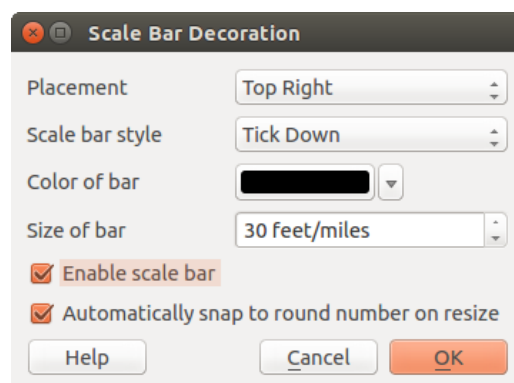 Scale Bar Decoration
Placement Top Right
Scale bar style Tick Down
Color of bar
Size of bar 30 feet/miles
Enable scale bar
Automatically snap to round number on resize
Help Cancel OK